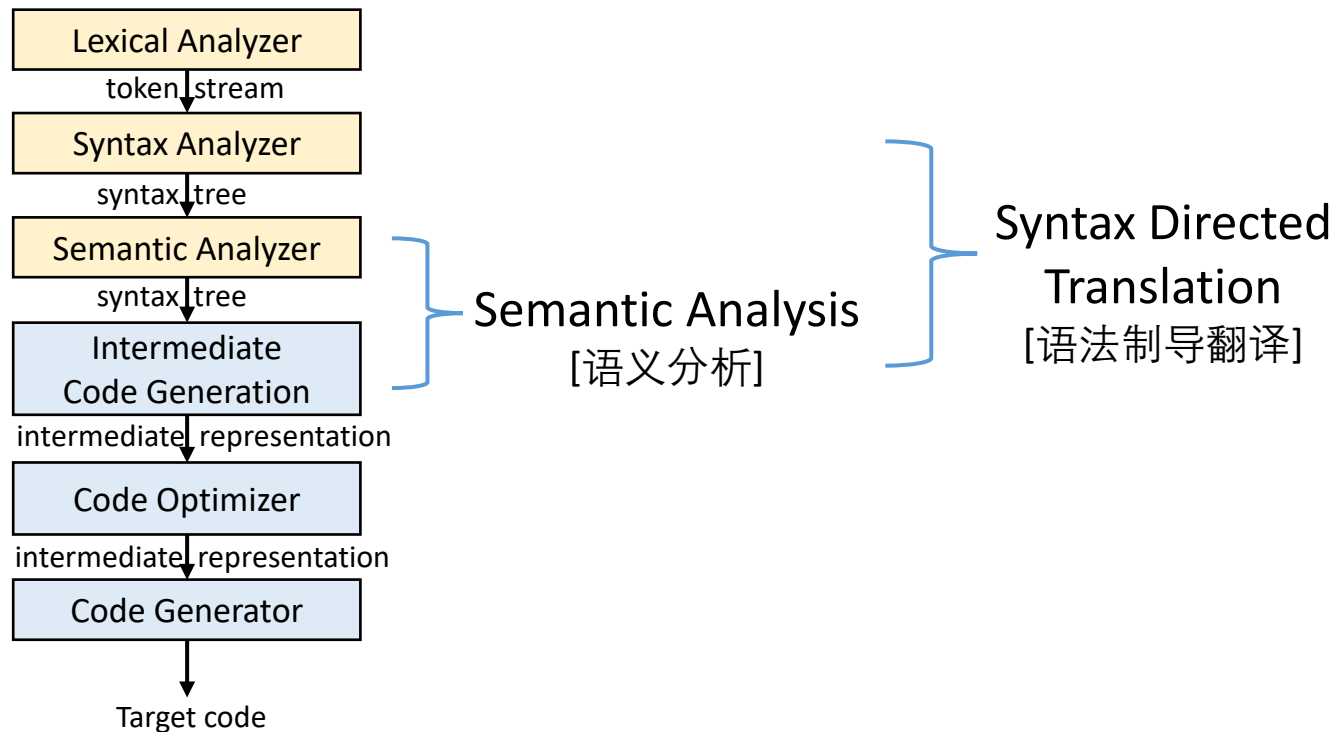 Lexical Analyzer
token stream
Syntax Analyzer
syntax tree
Semantic Analyzer
syntax tree
Intermediate
Code Generation
intermediate representation
Code Optimizer
intermediate representation
Code Generator
Target code
Semantic Analysis
[语义分析]
Syntax Directed
Translation
[语法制导翻译]